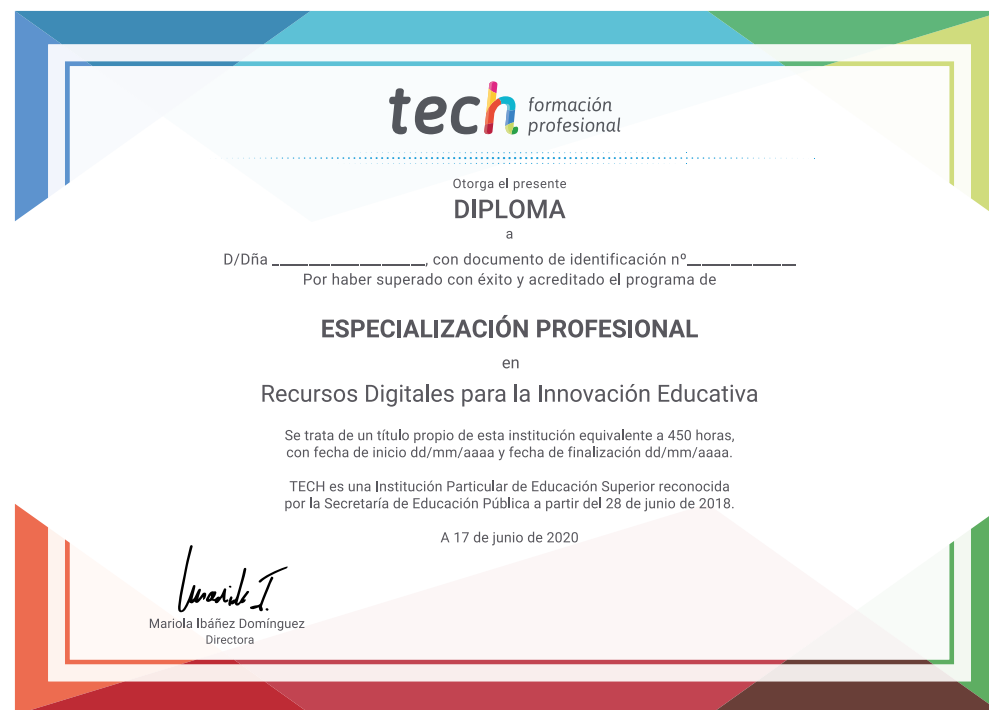 tech formación
profesional
Otorga el presente
DIPLOMA
a
D/Dña ____________________, con documento de identificación nº______________
Por haber superado con éxito y acreditado el programa de
ESPECIALIZACIÓN PROFESIONAL
en
Recursos Digitales para la Innovación Educativa
Se trata de un título propio de esta institución equivalente a 450 horas,
con fecha de inicio dd/mm/aaaa y fecha de finalización dd/mm/aaaa.
TECH es una Institución Particular de Educación Superior reconocida
por la Secretaría de Educación Pública a partir del 28 de junio de 2018.
A 17 de junio de 2020
Mariola Ibáñez Domínguez
Directora